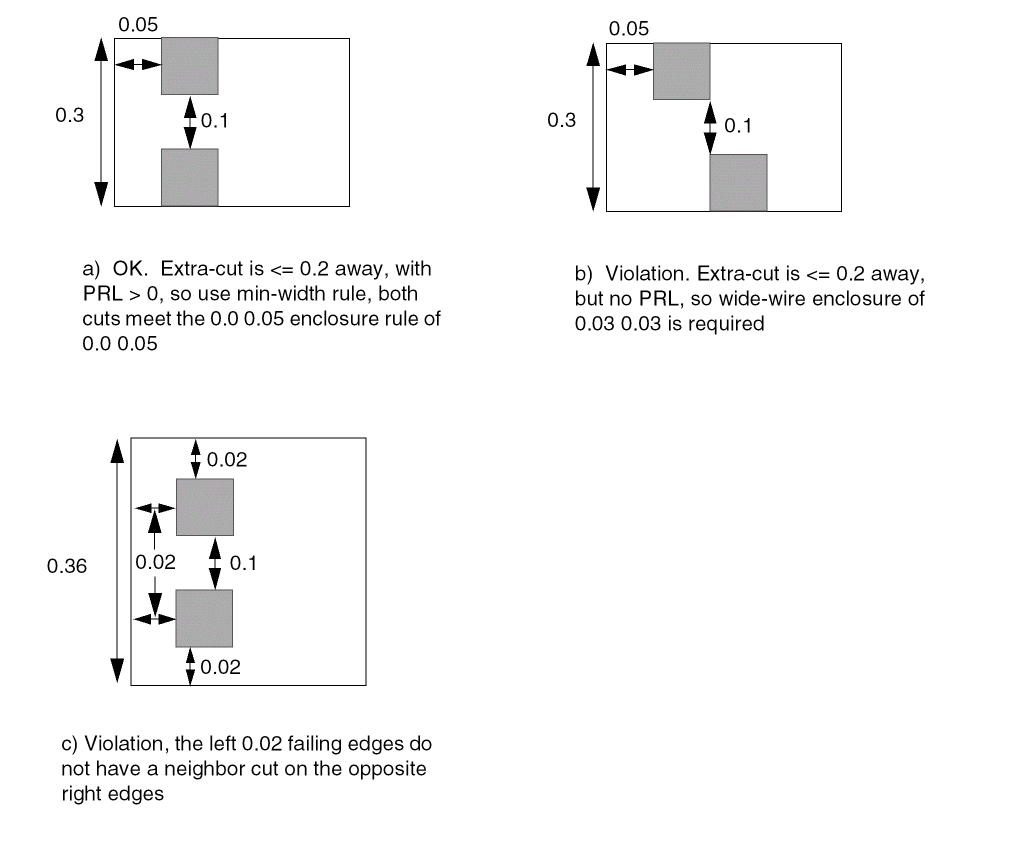 0.05
0.3
0.1
a)  OK.  Extra-cut is <= 0.2 away, with
PRL > 0, so use min-width rule, both
cuts meet the 0.0 0.05 enclosure rule of
0.0 0.05
0.05
0.3
0.1
b)  Violation. Extra-cut is <= 0.2 away,
but no PRL, so wide-wire enclosure of
0.03 0.03 is required
0.02
0.36
0.02
0.1
0.02
c) Violation, the left 0.02 failing edges do
not have a neighbor cut on the opposite
right edges